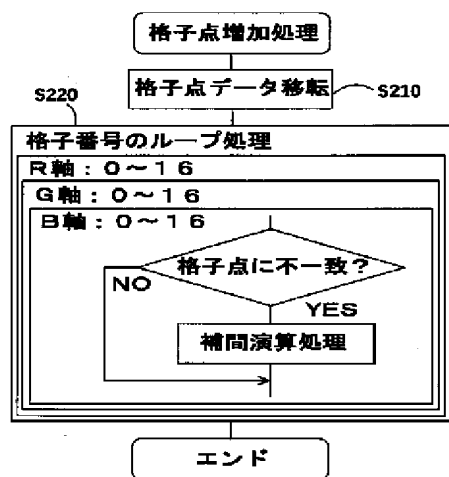 格子点増加処理
格子点データ移転
S210
S220
格子番号のループ処理
R軸：0～16
G軸：0～16
B軸：0～16
格子点に不一致？
NO
YES
補間演算処理
エンド